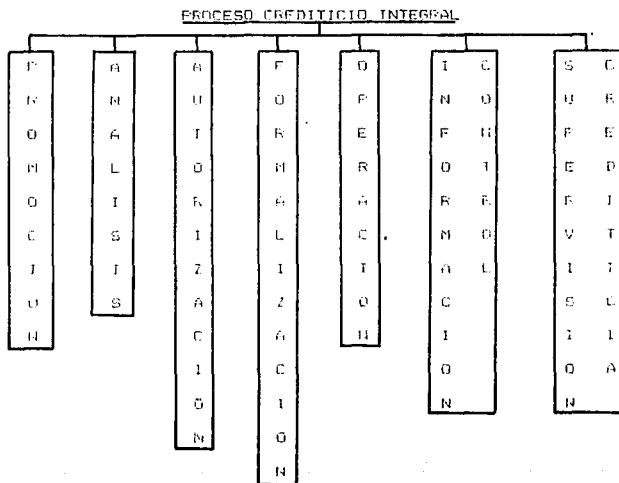 PROCESO CREDITICIO INTEGRAL
PROMOCION
ANALISIS
AUTORIZACION
FORMALIZACION
OPERACION
INFORMACION
CONTROL
SUPERVISION
CREDITICIA